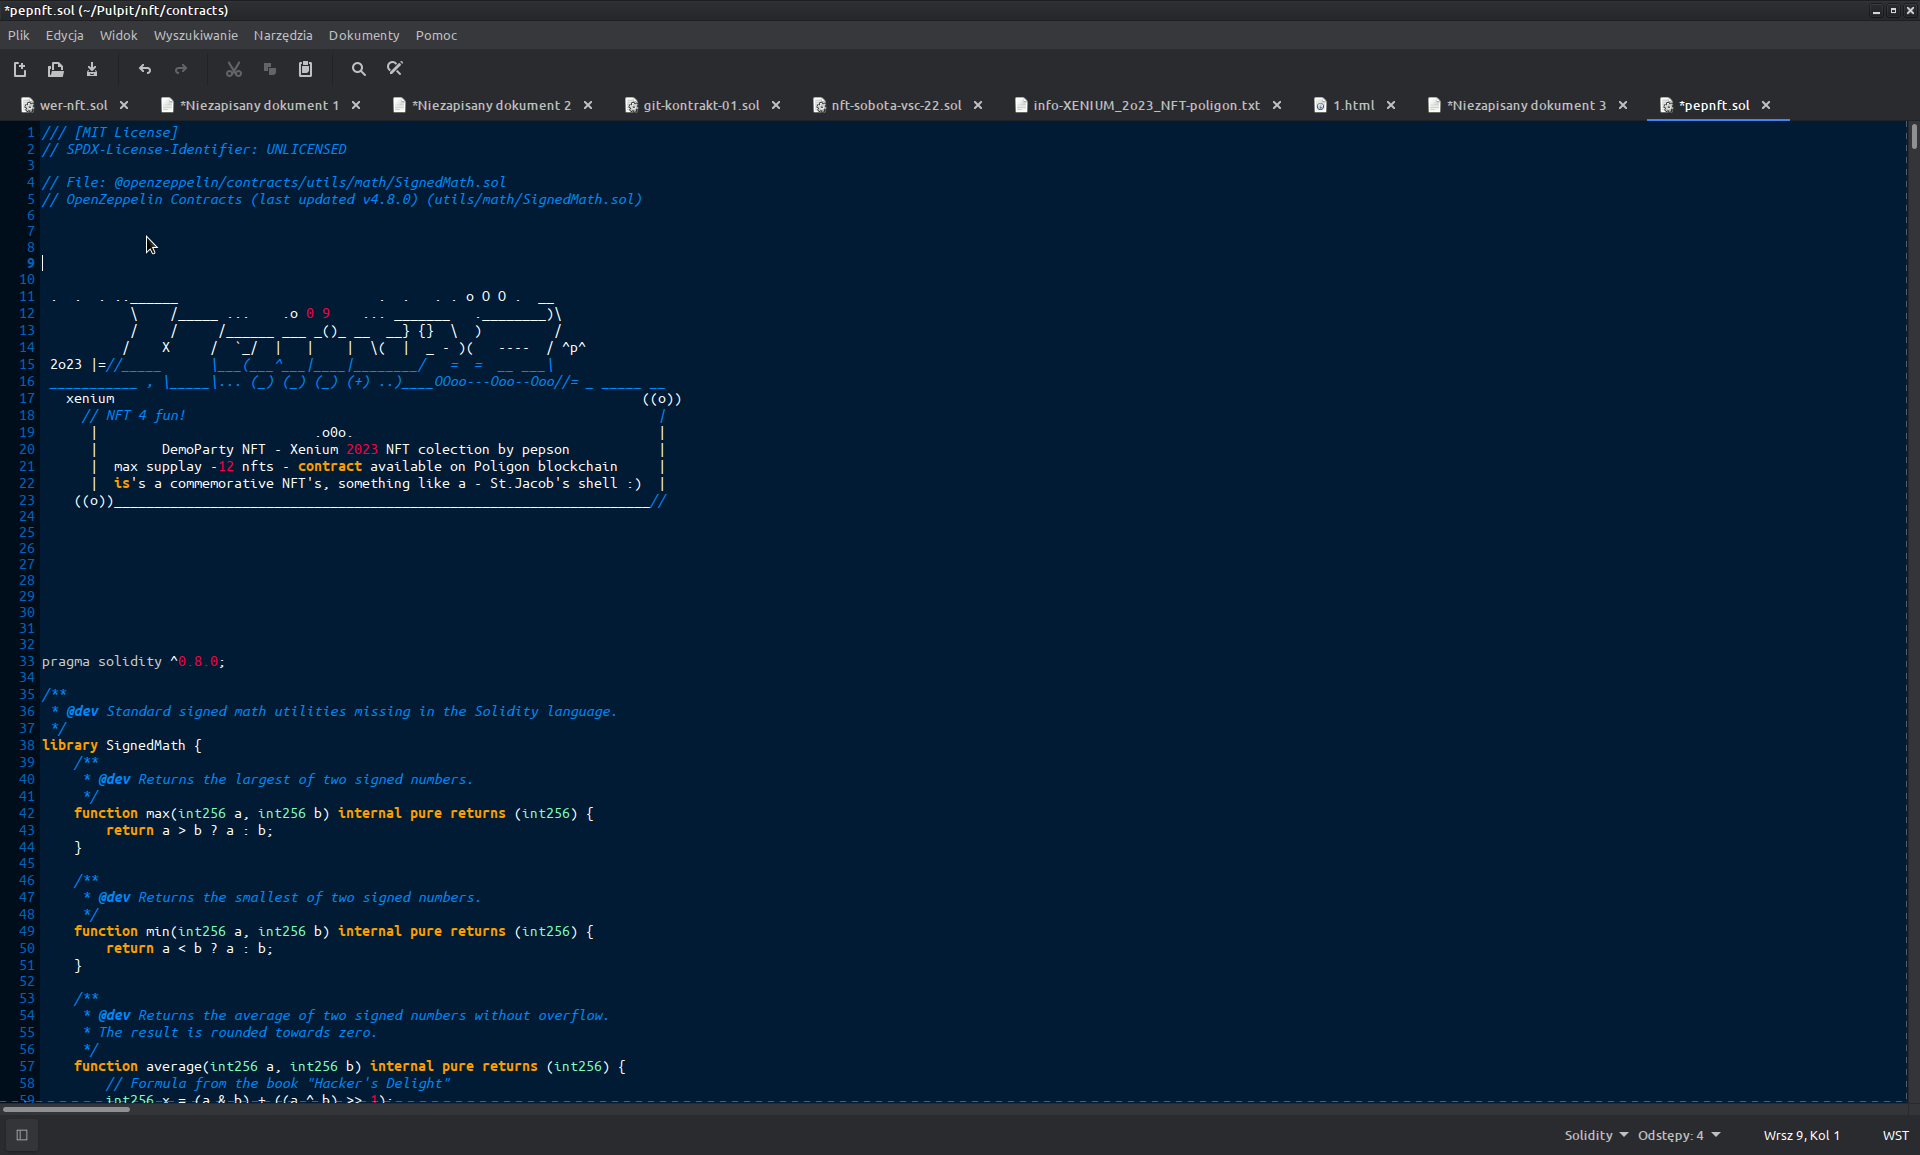 *pepnft.sol (~/Pulpit/nft/contracts)
Plik Edycja Widok Wyszukiwanie Narzędzia Dokumenty Pomoc
wer-nft.sol *Niezapisany dokument 1 *Niezapisany dokument 2 git-kontrakt-01.sol nft-sobota-vsc-22.sol info-XENIUM_2o23_NFT-poligon.txt 1.html *Niezapisany dokument 3 *pepnft.sol
1 /// [MIT License]
2 // SPDX-License-Identifier: UNLICENSED
3
4 // File: @openzeppelin/contracts/utils/math/SignedMath.sol
5 // OpenZeppelin Contracts (last updated v4.8.0) (utils/math/SignedMath.sol)
6
7
8
9
10
11  .  .  . ..______                         .  .   . . o O O .  __
12            \    /_____ ...    .o 0 9    ... _______   .________)\
13            /    /     /______ ___ _()_ __  __} {}  \  )         /
14           /    X     /  `_/  |   |    |  \(  |  _ - )(   ----  / ^p^
15  2o23 |=//_____      \___(___^___|____|________/   =  =  __ ___\
16  ___________ , \_____\... (_) (_) (_) (+) ..)____OOoo---Ooo--Ooo//= _ _____ __
17    xenium                                                                  ((o))
18      // NFT 4 fun!                                                           |
19       |                           .o0o.                                      |
20       |        DemoParty NFT - Xenium 2023 NFT colection by pepson           |
21       |  max supplay -12 nfts - contract available on Poligon blockchain     |
22       |  is's a commemorative NFT's, something like a - St.Jacob's shell :)  |
23     ((o))___________________________________________________________________//
24
25
26
27
28
29
30
31
32
33 pragma solidity ^0.8.0;
34
35 /**
36  * @dev Standard signed math utilities missing in the Solidity language.
37  */
38 library SignedMath {
39     /**
40      * @dev Returns the largest of two signed numbers.
41      */
42     function max(int256 a, int256 b) internal pure returns (int256) {
43         return a > b ? a : b;
44     }
45
46     /**
47      * @dev Returns the smallest of two signed numbers.
48      */
49     function min(int256 a, int256 b) internal pure returns (int256) {
50         return a < b ? a : b;
51     }
52
53     /**
54      * @dev Returns the average of two signed numbers without overflow.
55      * The result is rounded towards zero.
56      */
57     function average(int256 a, int256 b) internal pure returns (int256) {
58         // Formula from the book "Hacker's Delight"
59         int256 x = (a & b) + ((a ^ b) >> 1);
Solidity Odstępy: 4 Wrsz 9, Kol 1 WST